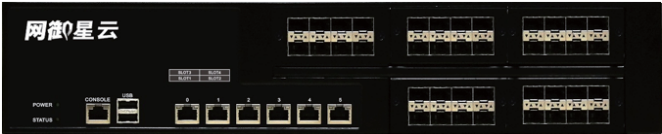 网御星云
SLOT3 SLOT4
SLOT1 SLOT2
CONSOLE USB
POWER
STATUS
0 1 2 3 4 5